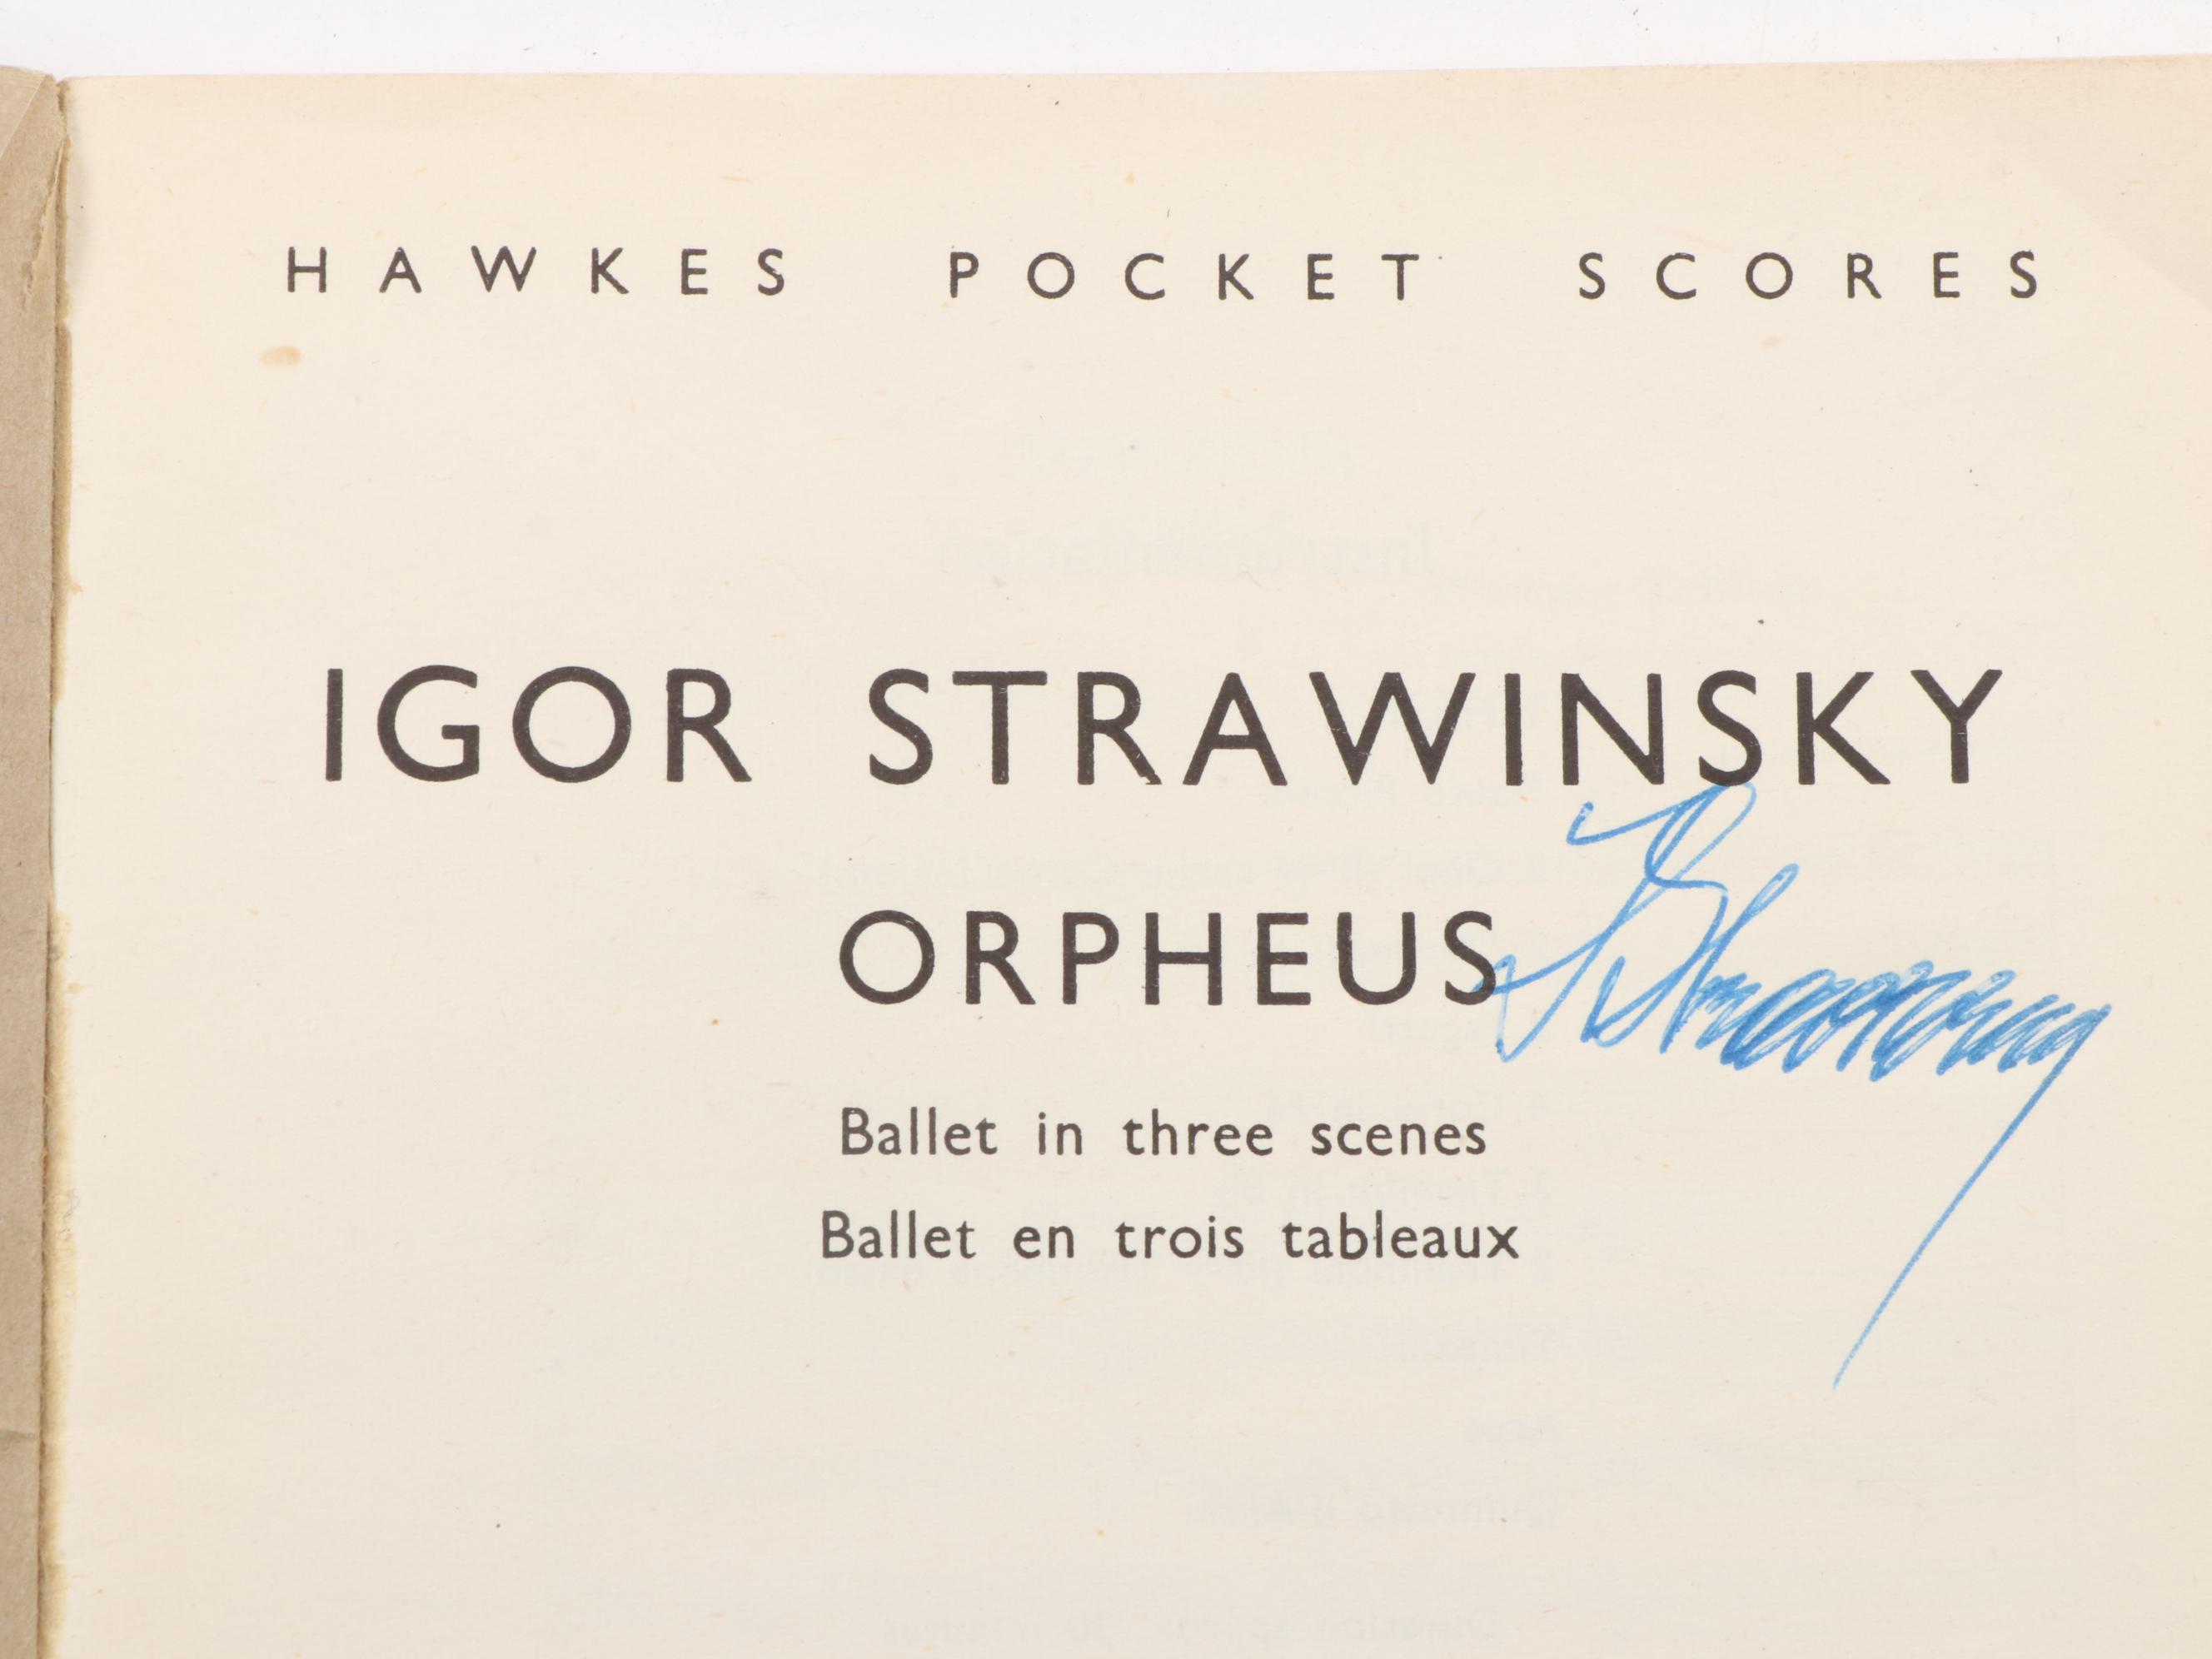 HAWKES POCKET SCORES
IGOR STRAWINSKY
ORPHEUS
Ballet in three scenes
Ballet en trois tableaux